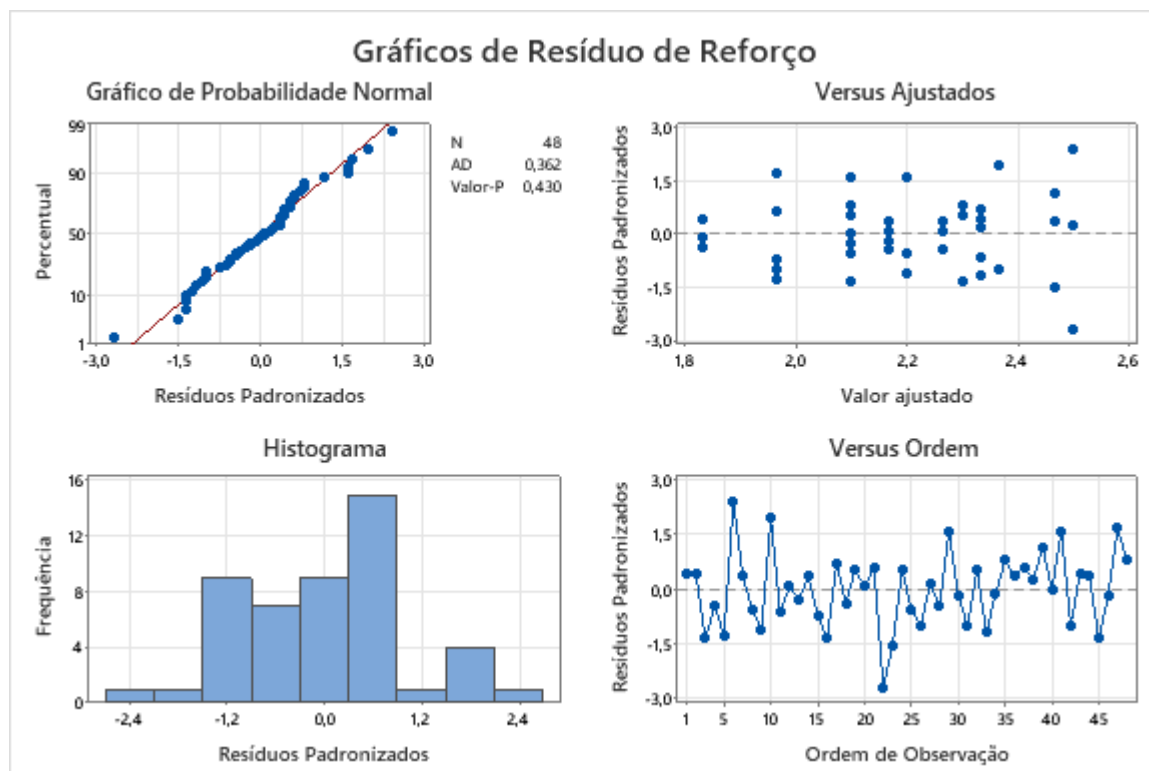 Gráficos de Resíduo de Reforço
Gráfico de Probabilidade Normal
99
90
50
10
1
Percentual
-3,0 -1,5 0,0 1,5 3,0
Resíduos Padronizados
N 48
AD 0,362
Valor-P 0,430
Versus Ajustados
3,0
1,5
0,0
-1,5
-3,0
Resíduos Padronizados
1,8 2,0 2,2 2,4 2,6
Valor ajustado
Histograma
16
12
8
4
0
Frequência
-2,4 -1,2 0,0 1,2 2,4
Resíduos Padronizados
Versus Ordem
3,0
1,5
0,0
-1,5
-3,0
Resíduos Padronizados
1 5 10 15 20 25 30 35 40 45
Ordem de Observação